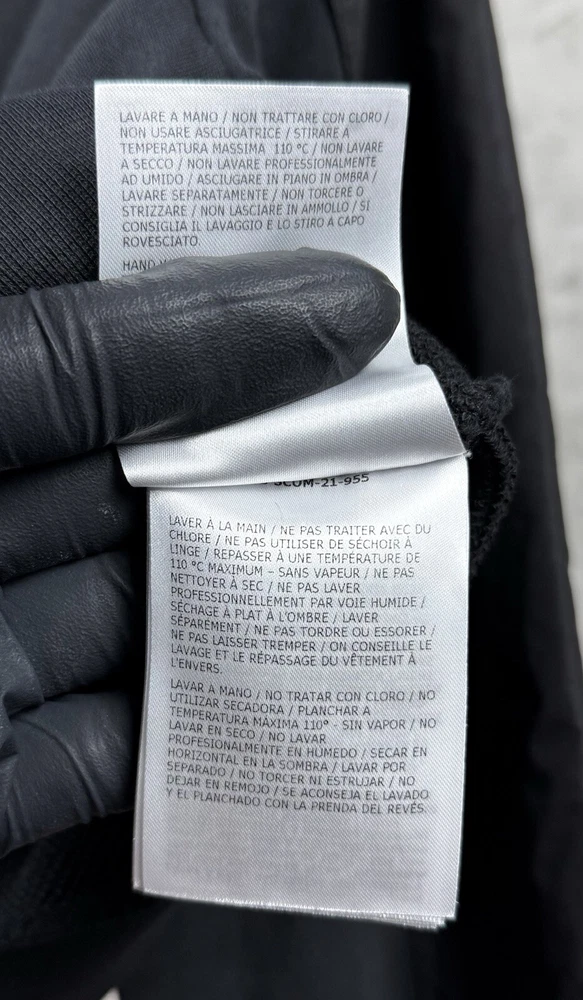 LAVARE A MANO / NON TRATTARE CON CLORO /
NON USARE ASCIUGATRICE / STIRARE A
TEMPERATURA MASSIMA 110 °C / NON LAVARE
A SECCO / NON LAVARE PROFESSIONALMENTE
AD UMIDO / ASCIUGARE IN PIANO IN OMBRA /
LAVARE SEPARATAMENTE / NON TORCERE O
STRIZZARE / NON LASCIARE IN AMMOLLO / SI
CONSIGLIA IL LAVAGGIO E LO STIRO A CAPO
ROVESCIATO.
HAND
SCOM-21-955
LAVER À LA MAIN / NE PAS TRAITER AVEC DU
CHLORE / NE PAS UTILISER DE SÉCHOIR À
LINGE / REPASSER À UNE TEMPÉRATURE DE
110 °C MAXIMUM – SANS VAPEUR / NE PAS
NETTOYER À SEC / NE PAS LAVER
PROFESSIONNELLEMENT PAR VOIE HUMIDE /
SÉCHAGE À PLAT À L'OMBRE / LAVER
SÉPARÉMENT / NE PAS TORDRE OU ESSORER /
NE PAS LAISSER TREMPER / ON CONSEILLE LE
LAVAGE ET LE RÉPASSAGE DU VÊTEMENT À
L'ENVERS.
LAVAR A MANO / NO TRATAR CON CLORO / NO
UTILIZAR SECADORA / PLANCHAR A
TEMPERATURA MÁXIMA 110° - SIN VAPOR / NO
LAVAR EN SECO / NO LAVAR
PROFESIONALMENTE EN HUMEDO / SECAR EN
HORIZONTAL EN LA SOMBRA / LAVAR POR
SEPARADO / NO TORCER NI ESTRUJAR / NO
DEJAR EN REMOJO / SE ACONSEJA EL LAVADO
Y EL PLANCHADO CON LA PRENDA DEL REVÉS.